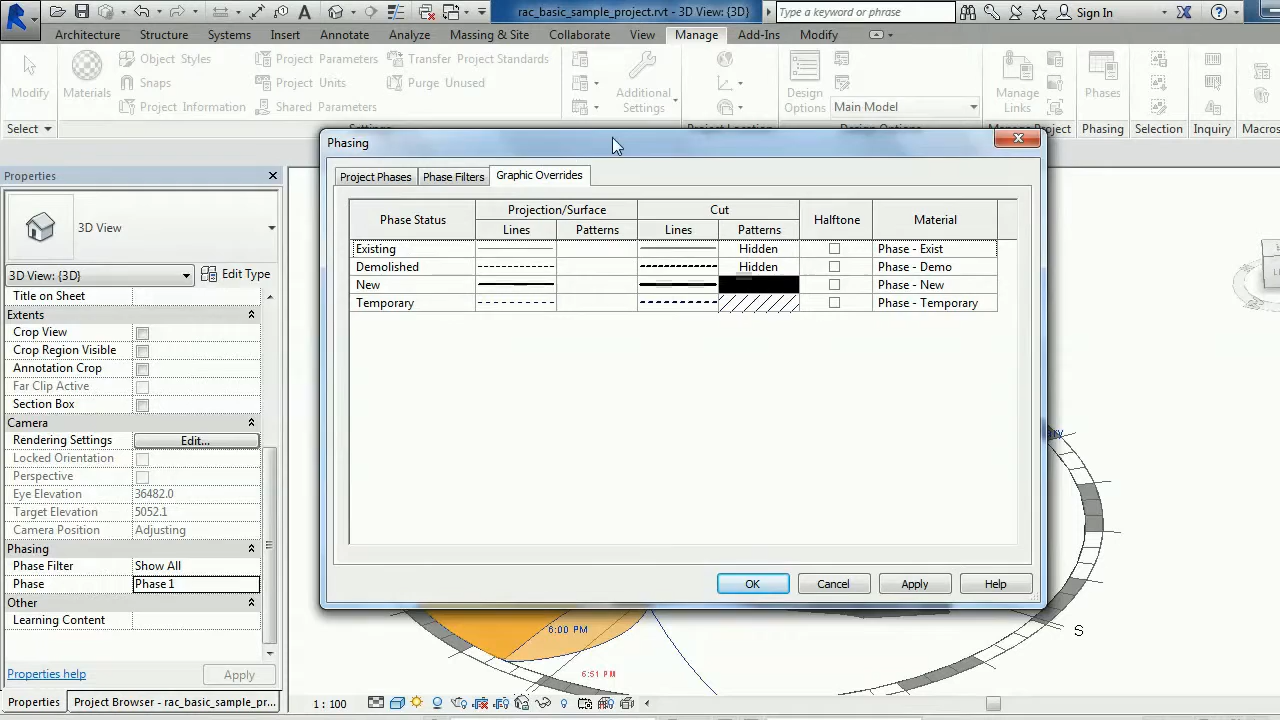 rac_basic_sample_project.rvt - 3D View: {3D}
Type a keyword or phrase
Sign In
Architecture Structure Systems Insert Annotate Analyze Massing & Site Collaborate View Manage Add-Ins Modify
Modify
Materials
Object Styles
Snaps
Project Information
Project Parameters
Project Units
Shared Parameters
Transfer Project Standards
Purge Unused
Additional
Settings
Design
Options
Main Model
Manage
Links
Phases
Select Settings Project Location Design Options Manage Project Phasing Selection Inquiry Macros
Properties
3D View
3D View: {3D} Edit Type
Title on Sheet
Extents
Crop View
Crop Region Visible
Annotation Crop
Far Clip Active
Section Box
Camera
Rendering Settings Edit...
Locked Orientation
Perspective
Eye Elevation 36482.0
Target Elevation 5052.1
Camera Position Adjusting
Phasing
Phase Filter Show All
Phase Phase 1
Other
Learning Content
Properties help Apply
Properties Project Browser - rac_basic_sample_pr...
Phasing
Project Phases Phase Filters Graphic Overrides
Phase Status Projection/Surface Cut Halftone Material
Lines Patterns Lines Patterns
Existing Hidden Phase - Exist
Demolished Hidden Phase - Demo
New Phase - New
Temporary Phase - Temporary
OK Cancel Apply Help
6:00 PM
6:51 PM
S
1 : 100